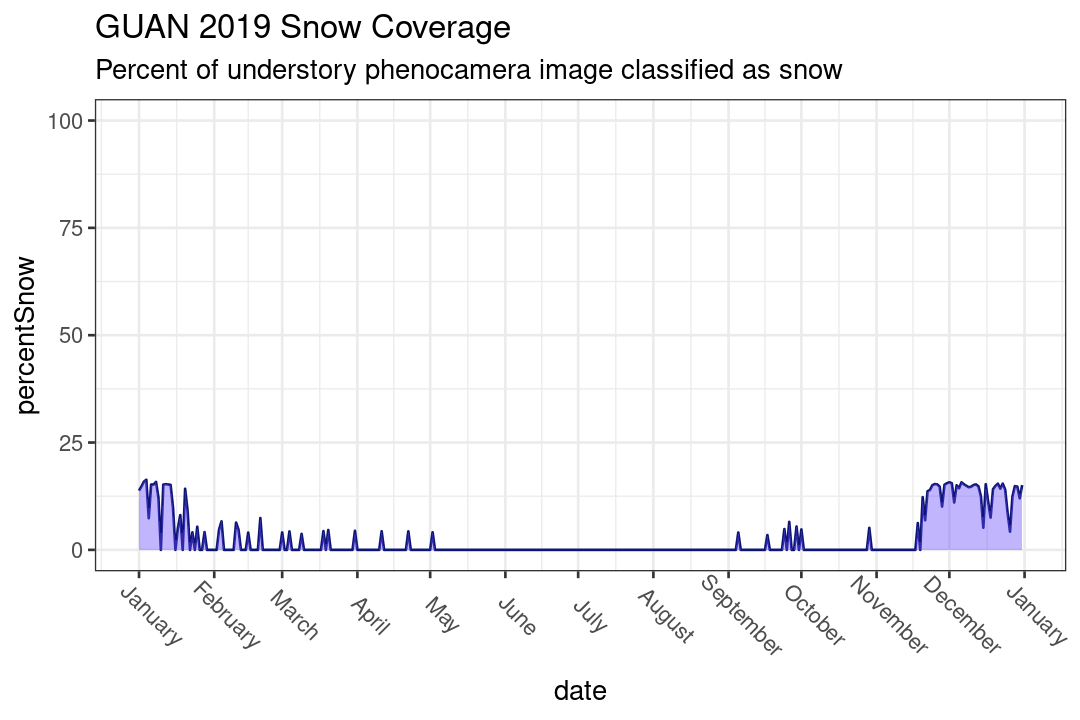 GUAN 2019 Snow Coverage
Percent of understory phenocamera image classified as snow
100
75
50
25
0
percentSnow
January
February
March
April
May
June
July
August
September
October
November
December
January
date